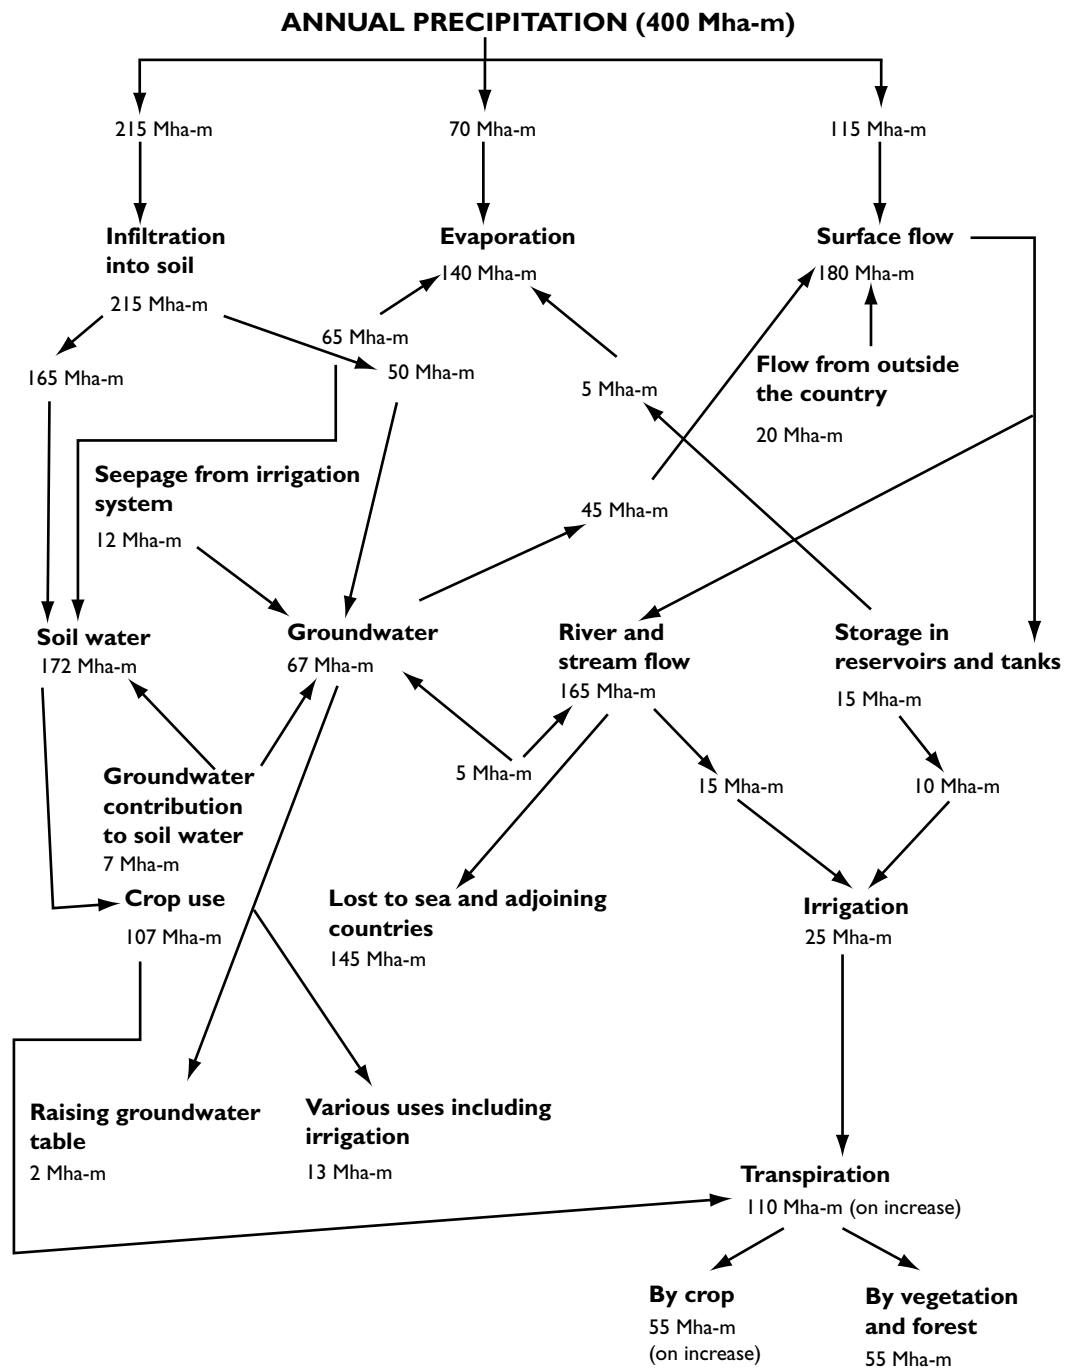 ANNUAL PRECIPITATION (400 Mha-m)
215 Mha-m
70 Mha-m
115 Mha-m
Infiltration
into soil
215 Mha-m
Evaporation
140 Mha-m
Surface flow
180 Mha-m
65 Mha-m
165 Mha-m
50 Mha-m
5 Mha-m
Flow from outside
the country
20 Mha-m
Seepage from irrigation
system
12 Mha-m
45 Mha-m
Soil water
172 Mha-m
Groundwater
67 Mha-m
River and
stream flow
165 Mha-m
Storage in
reservoirs and tanks
15 Mha-m
Groundwater
contribution
to soil water
7 Mha-m
5 Mha-m
15 Mha-m
10 Mha-m
Crop use
107 Mha-m
Lost to sea and adjoining
countries
145 Mha-m
Irrigation
25 Mha-m
Raising groundwater
table
2 Mha-m
Various uses including
irrigation
13 Mha-m
Transpiration
110 Mha-m (on increase)
By crop
55 Mha-m
(on increase)
By vegetation
and forest
55 Mha-m